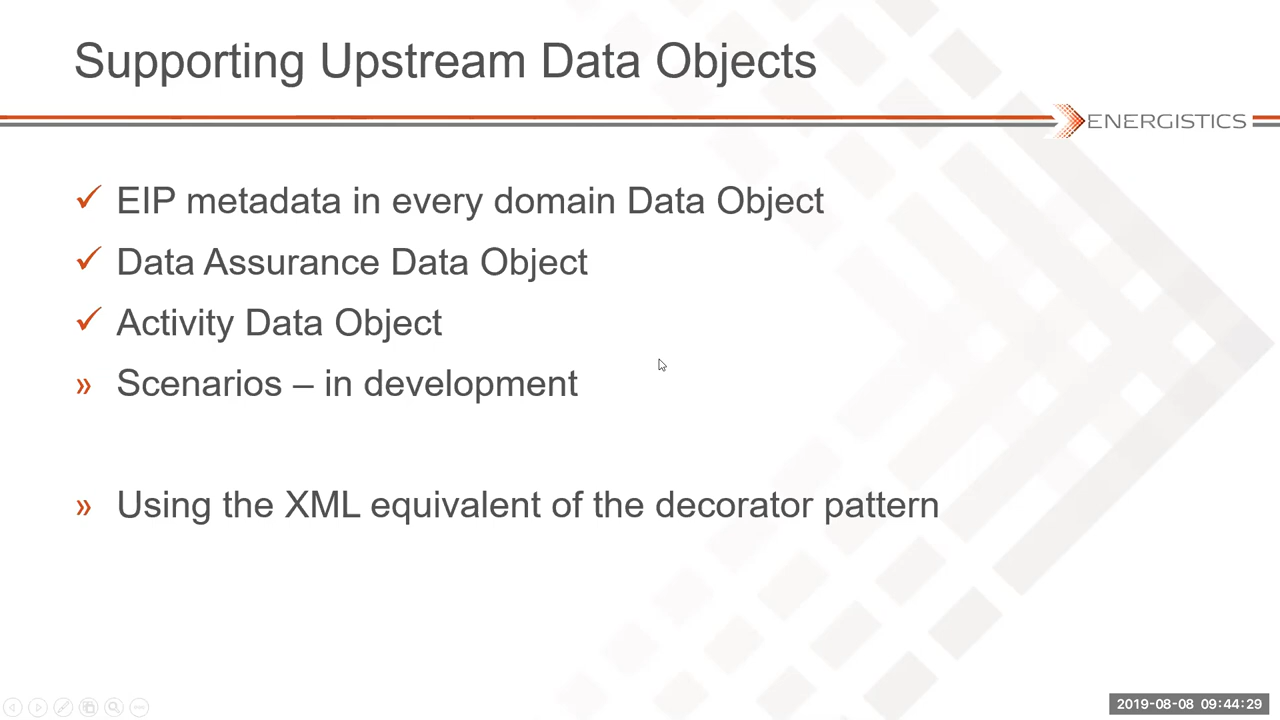 Supporting Upstream Data Objects
ENERGISTICS
✓ EIP metadata in every domain Data Object
✓ Data Assurance Data Object
✓ Activity Data Object
» Scenarios – in development
» Using the XML equivalent of the decorator pattern
2019-08-08 09:44:29